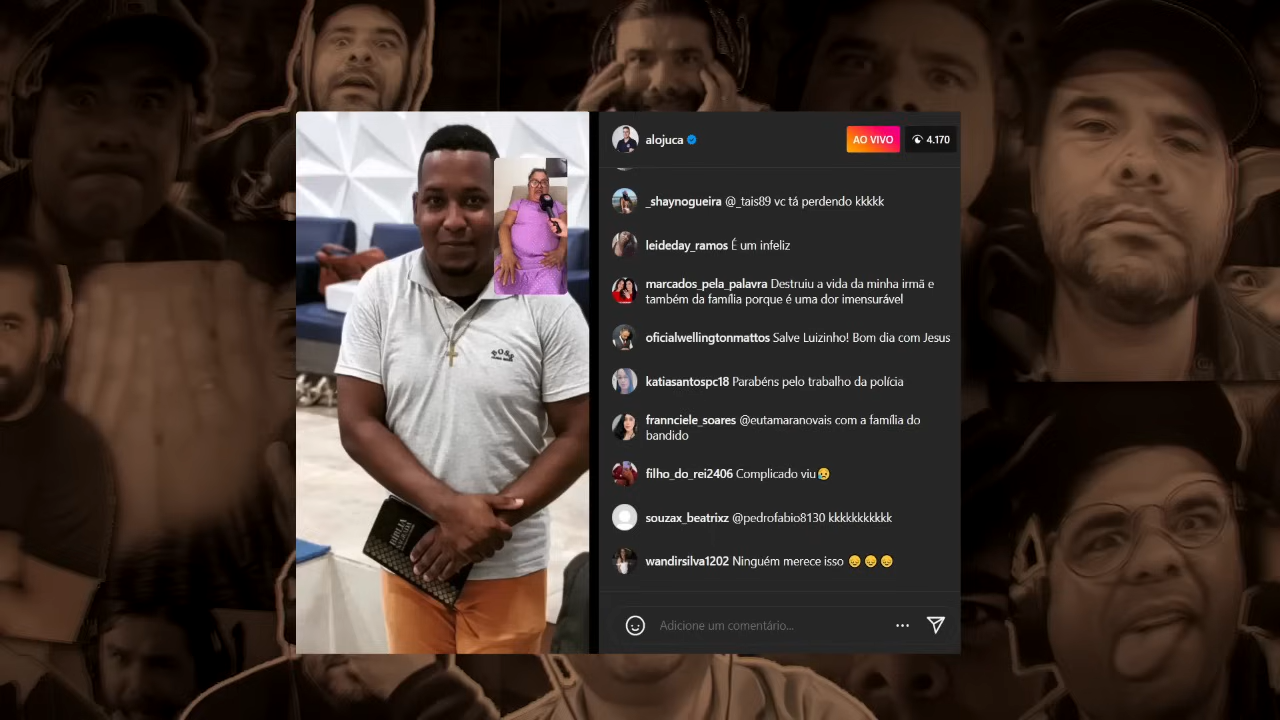 alojuca
AO VIVO
4.170
_shaynogueira @_tais89 vc tá perdendo kkkkk
leideday_ramos É um infeliz
marcados_pela_palavra Destruiu a vida da minha irmã e
também da família porque é uma dor imensurável
oficialwellingtonmattos Salve Luizinho! Bom dia com Jesus
katiasantospc18 Parabéns pelo trabalho da polícia
frannciele_soares @eutamaranovais com a família do
bandido
filho_do_rei2406 Complicado viu😥
souzax_beatrixz @pedrofabio8130 kkkkkkkkkkk
wandirsilva1202 Ninguém merece isso 😞😞😞
Adicione um comentário...
BÍBLIA